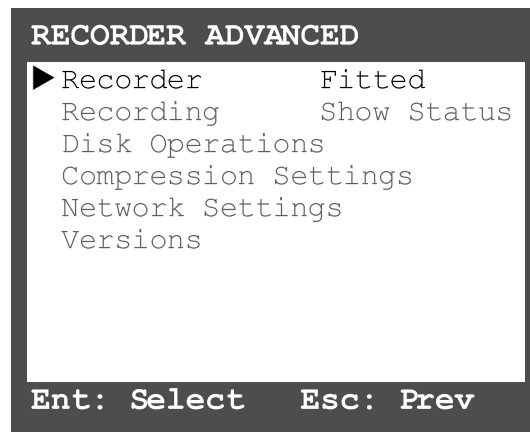 RECORDER ADVANCED
Recorder Fitted
Recording Show Status
Disk Operations
Compression Settings
Network Settings
Versions
Ent: Select Esc: Prev